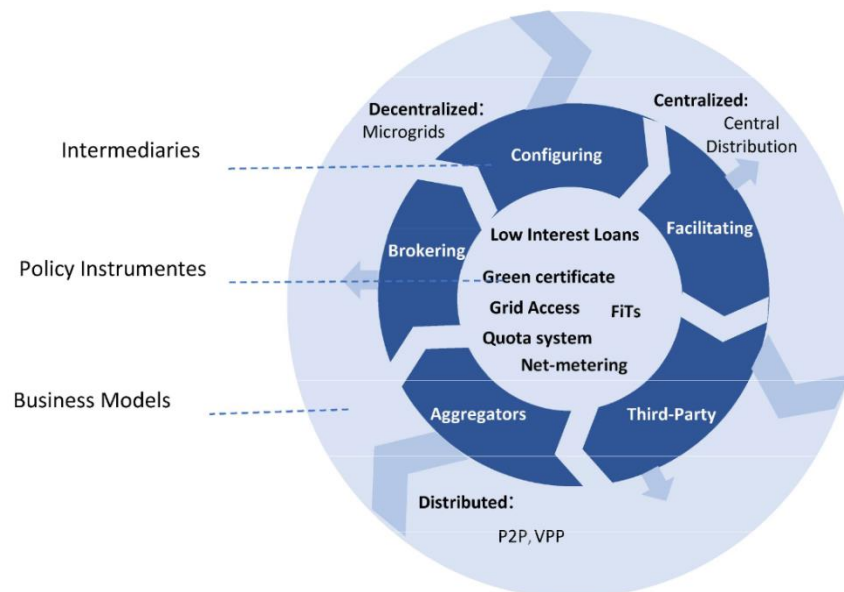 Intermediaries
Policy Instrumentes
Business Models
Decentralized:
Microgrids
Centralized:
Central
Distribution
Configuring
Facilitating
Brokering
Low Interest Loans
Green certificate
Grid Access
FiTs
Quota system
Net-metering
Aggregators
Third-Party
Distributed:
P2P, VPP